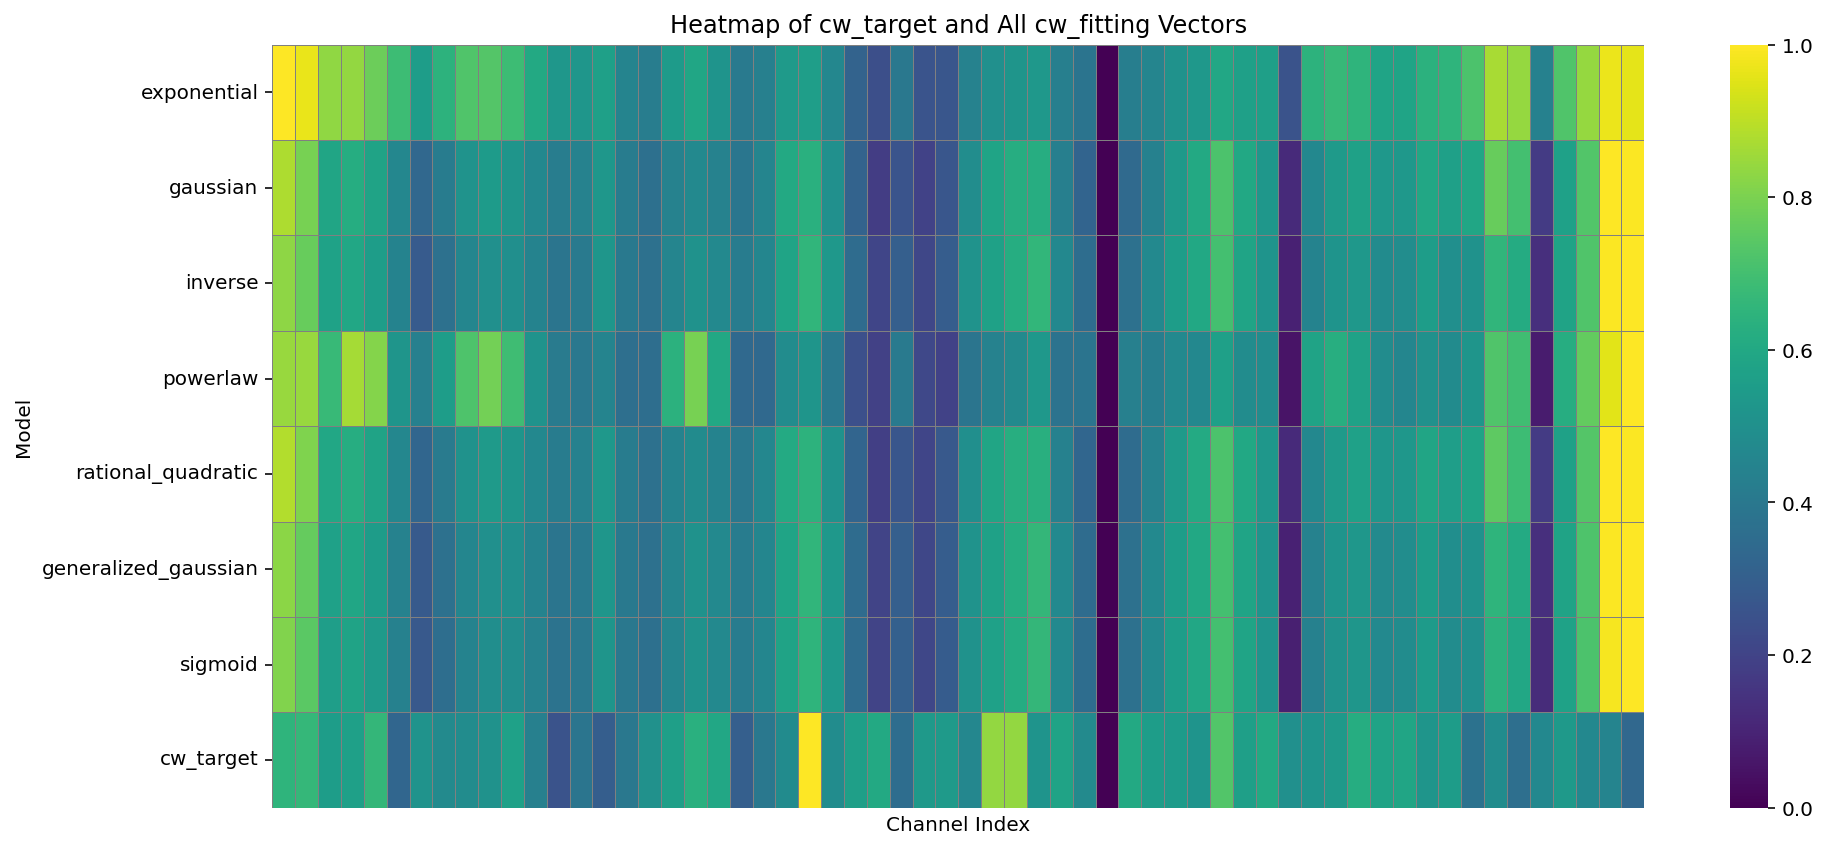 Heatmap of cw_target and All cw_fitting Vectors
Model
exponential
gaussian
inverse
powerlaw
rational_quadratic
generalized_gaussian
sigmoid
cw_target
Channel Index
1.0
0.8
0.6
0.4
0.2
0.0